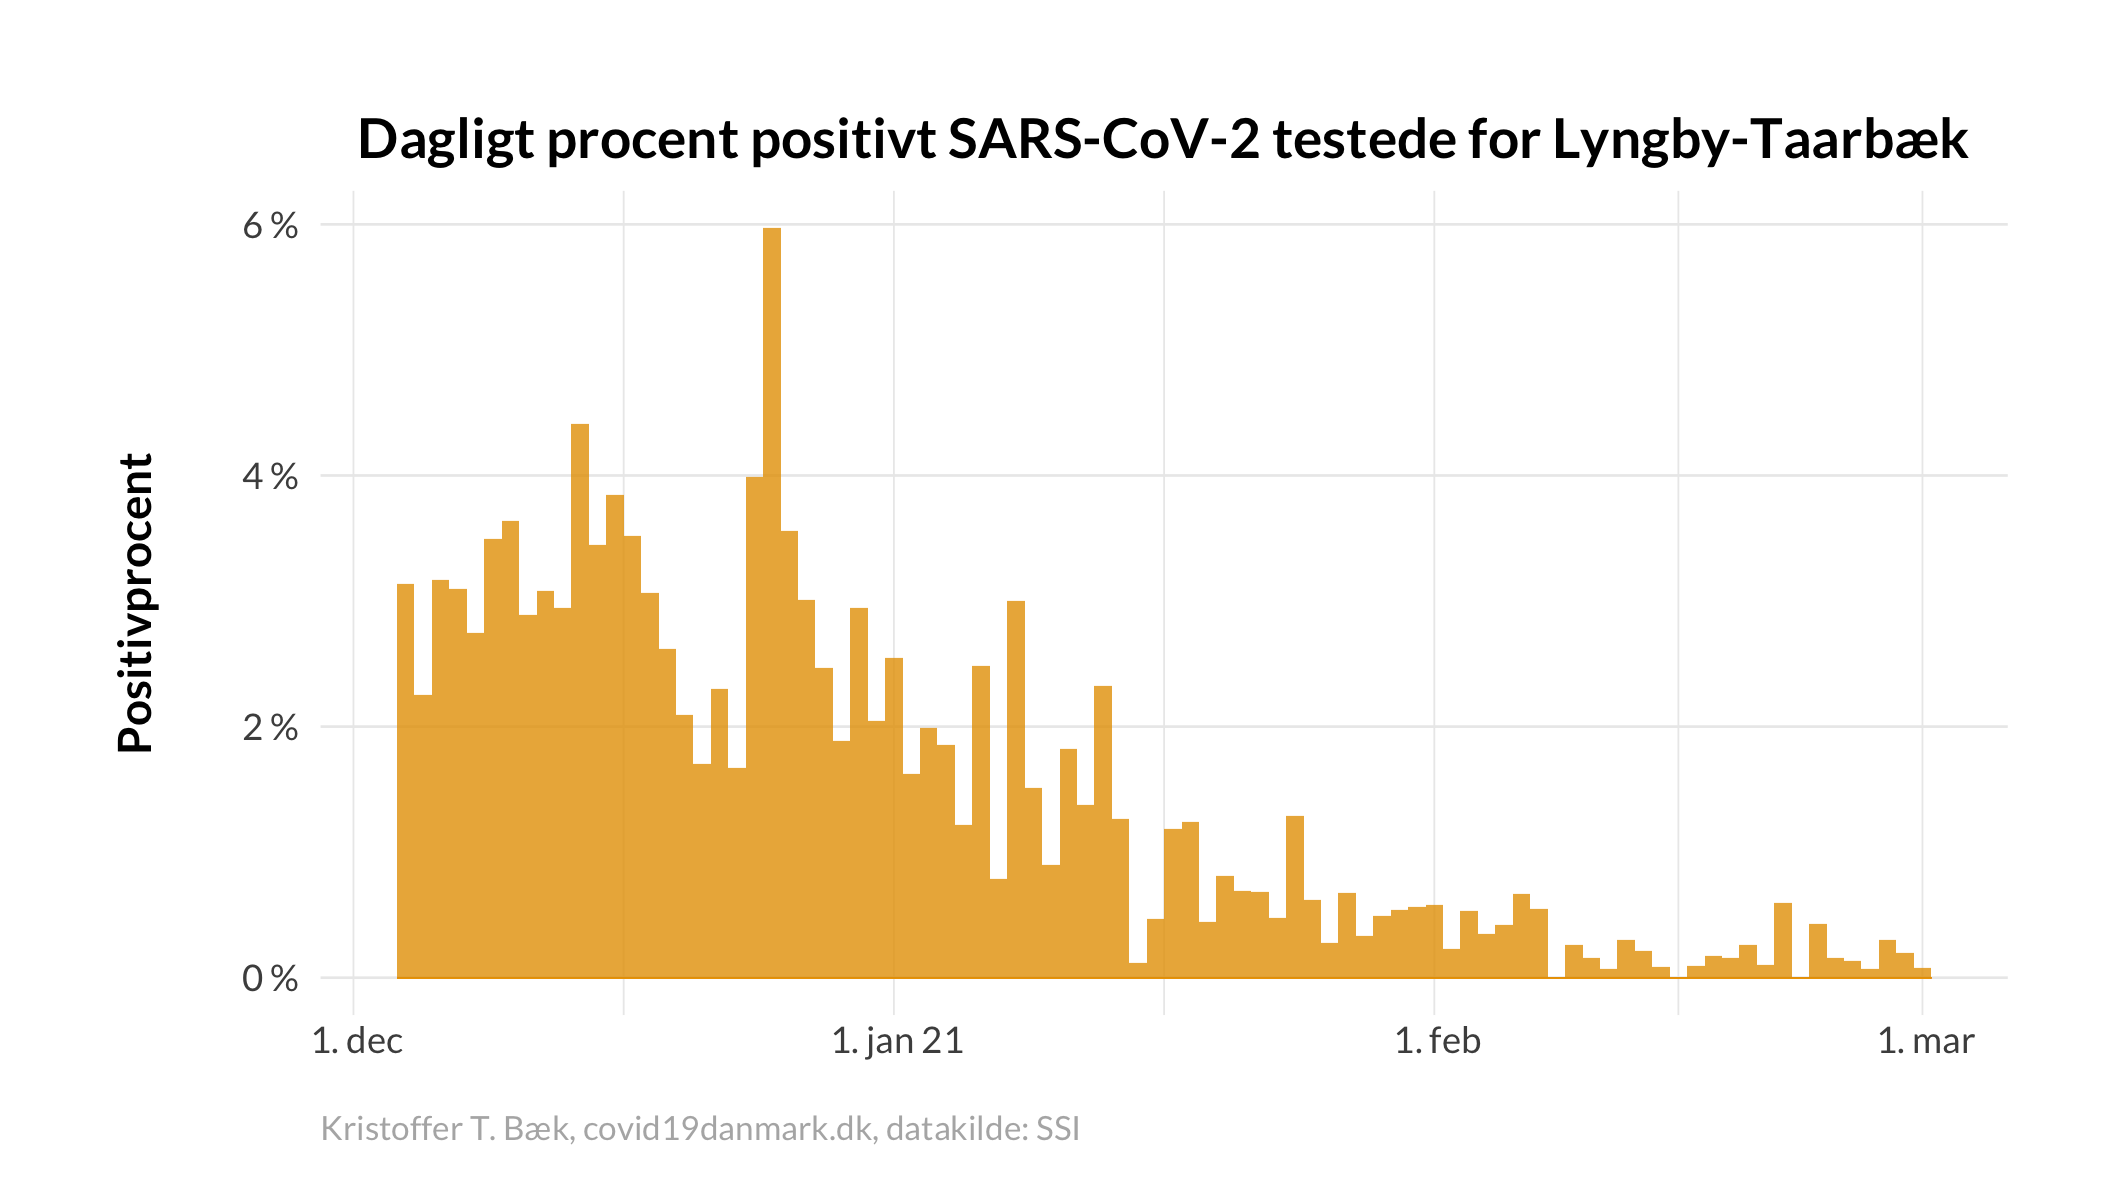 Dagligt procent positivt SARS-CoV-2 testede for Lyngby-Taarbæk
Positivprocent
6 %
4 %
2 %
0 %
1. dec
1. jan 21
1. feb
1. mar
Kristoffer T. Bæk, covid19danmark.dk, datakilde: SSI